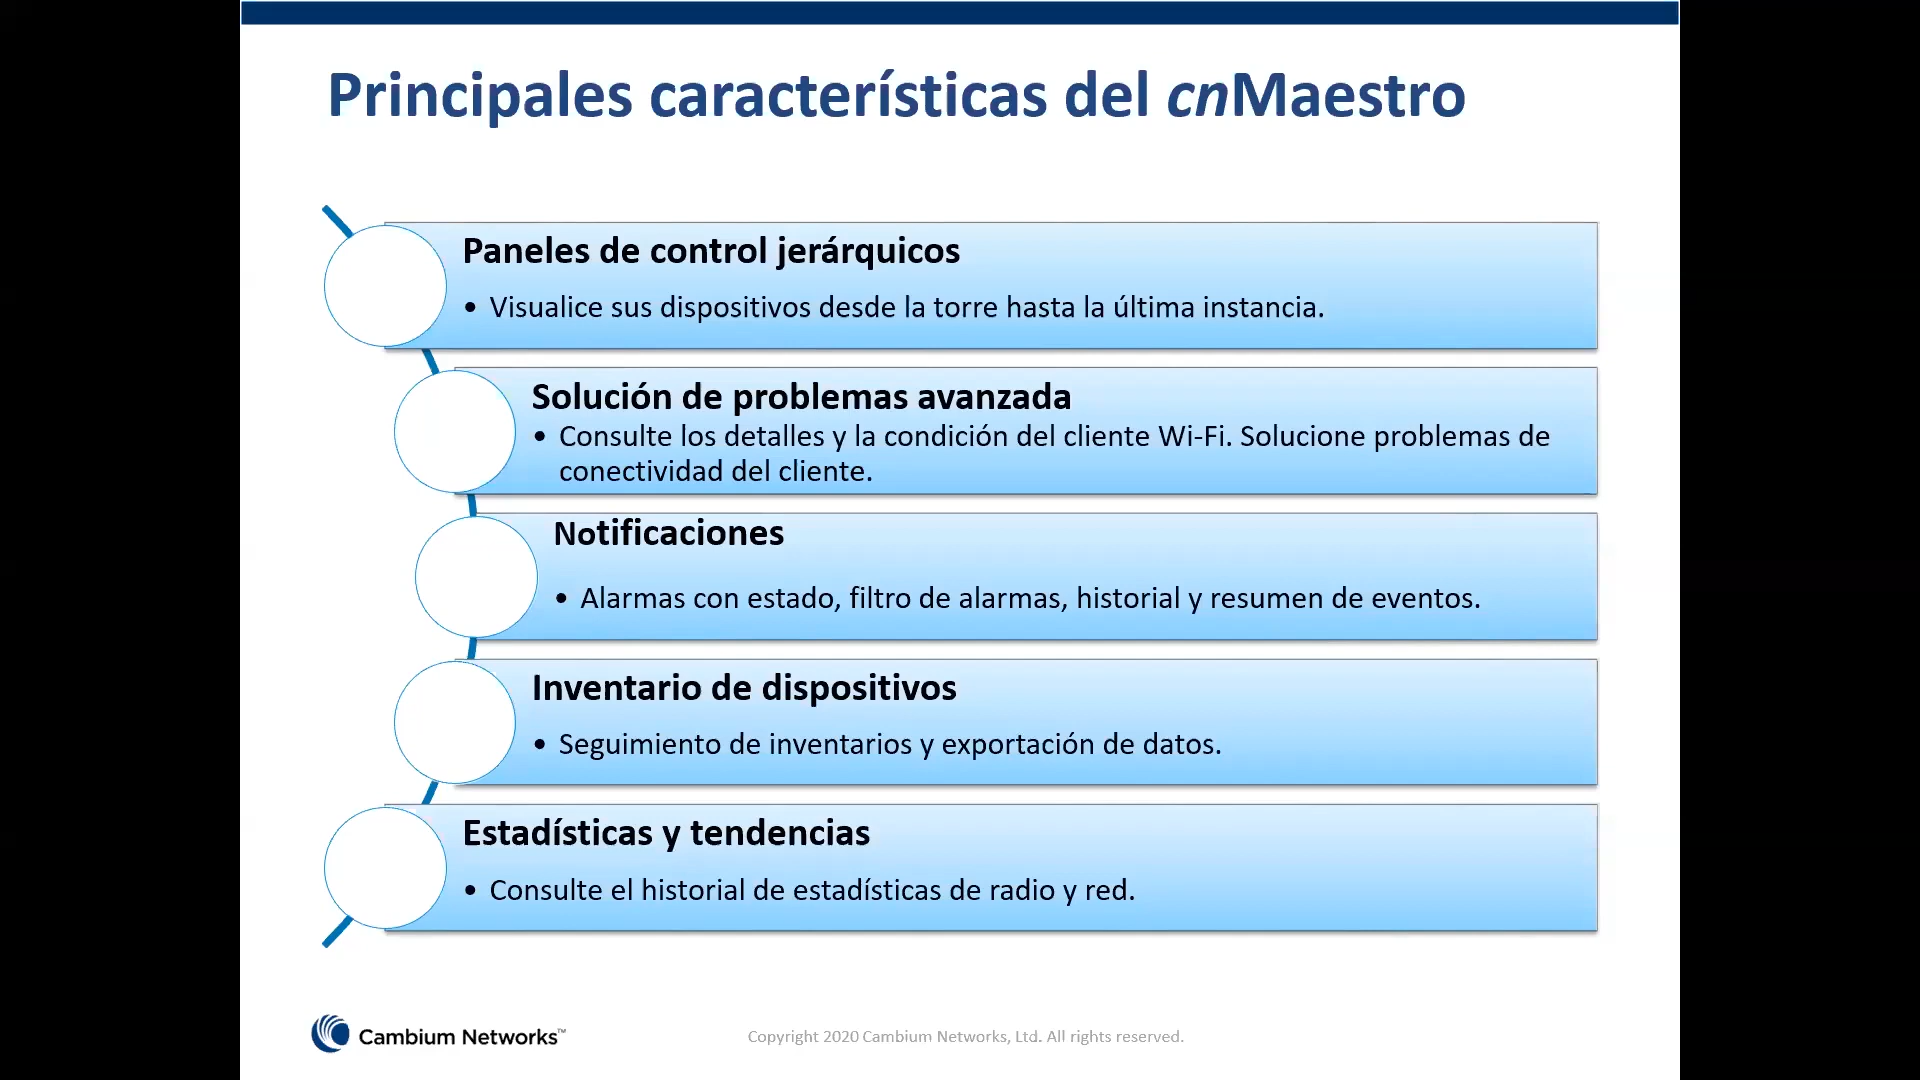 Principales características del cnMaestro
Paneles de control jerárquicos
• Visualice sus dispositivos desde la torre hasta la última instancia.
Solución de problemas avanzada
• Consulte los detalles y la condición del cliente Wi-Fi. Solucione problemas de
conectividad del cliente.
Notificaciones
• Alarmas con estado, filtro de alarmas, historial y resumen de eventos.
Inventario de dispositivos
• Seguimiento de inventarios y exportación de datos.
Estadísticas y tendencias
• Consulte el historial de estadísticas de radio y red.
Cambium Networks™
Copyright 2020 Cambium Networks, Ltd. All rights reserved.